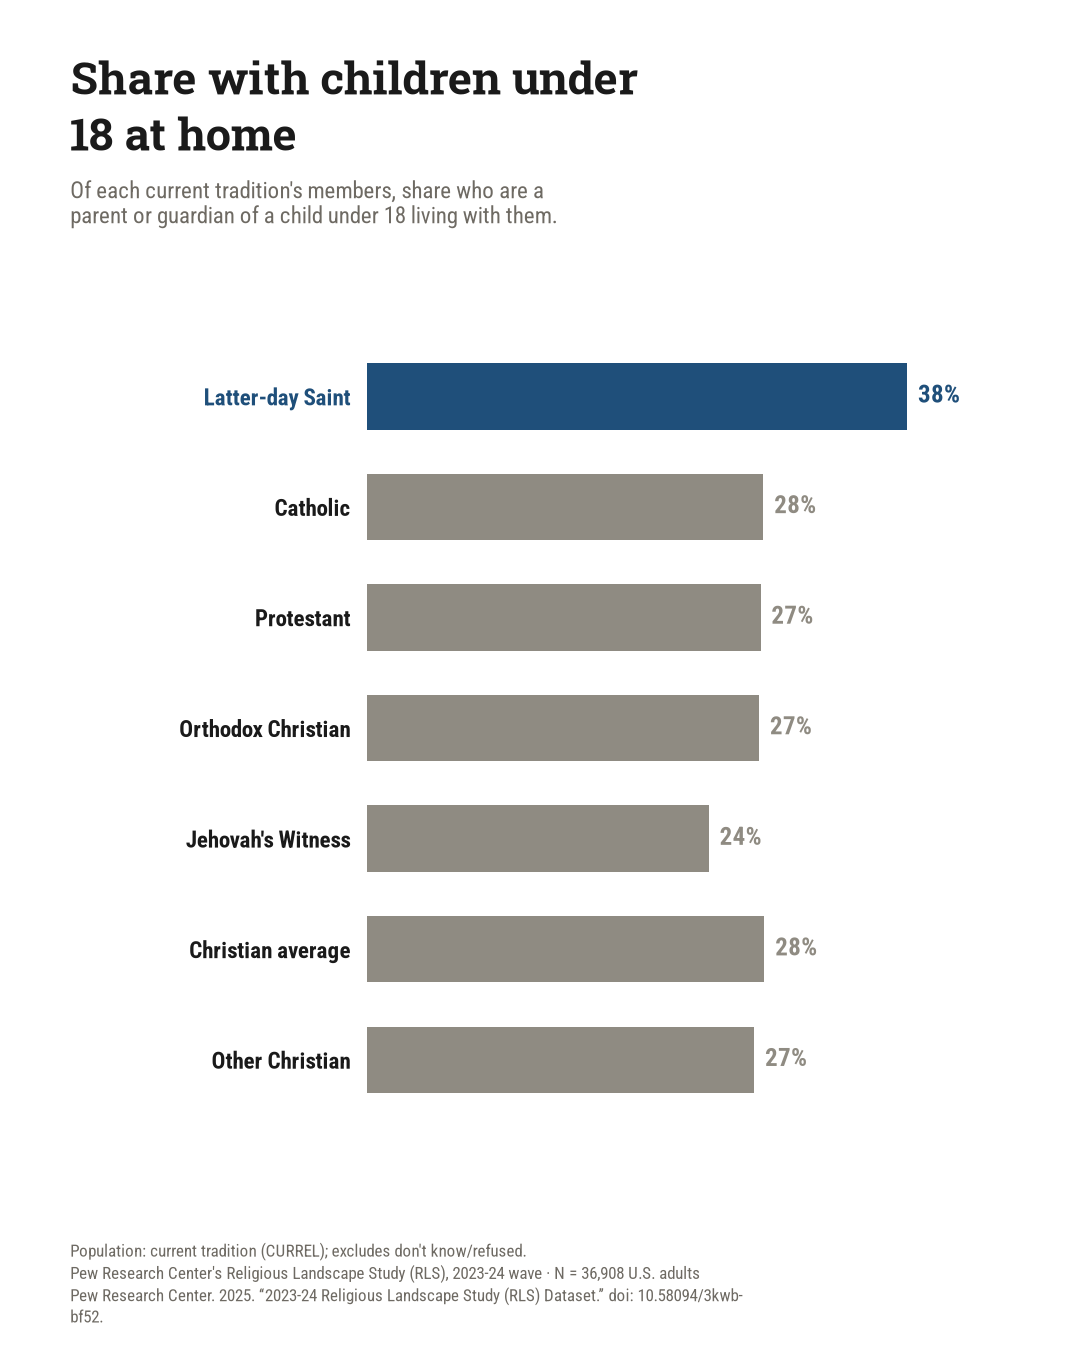 Share with children under
18 at home
Of each current tradition's members, share who are a
parent or guardian of a child under 18 living with them.
Latter-day Saint 38%
Catholic 28%
Protestant 27%
Orthodox Christian 27%
Jehovah's Witness 24%
Christian average 28%
Other Christian 27%
Population: current tradition (CURREL); excludes don't know/refused.
Pew Research Center's Religious Landscape Study (RLS), 2023-24 wave · N = 36,908 U.S. adults
Pew Research Center. 2025. “2023-24 Religious Landscape Study (RLS) Dataset.” doi: 10.58094/3kwb-
bf52.